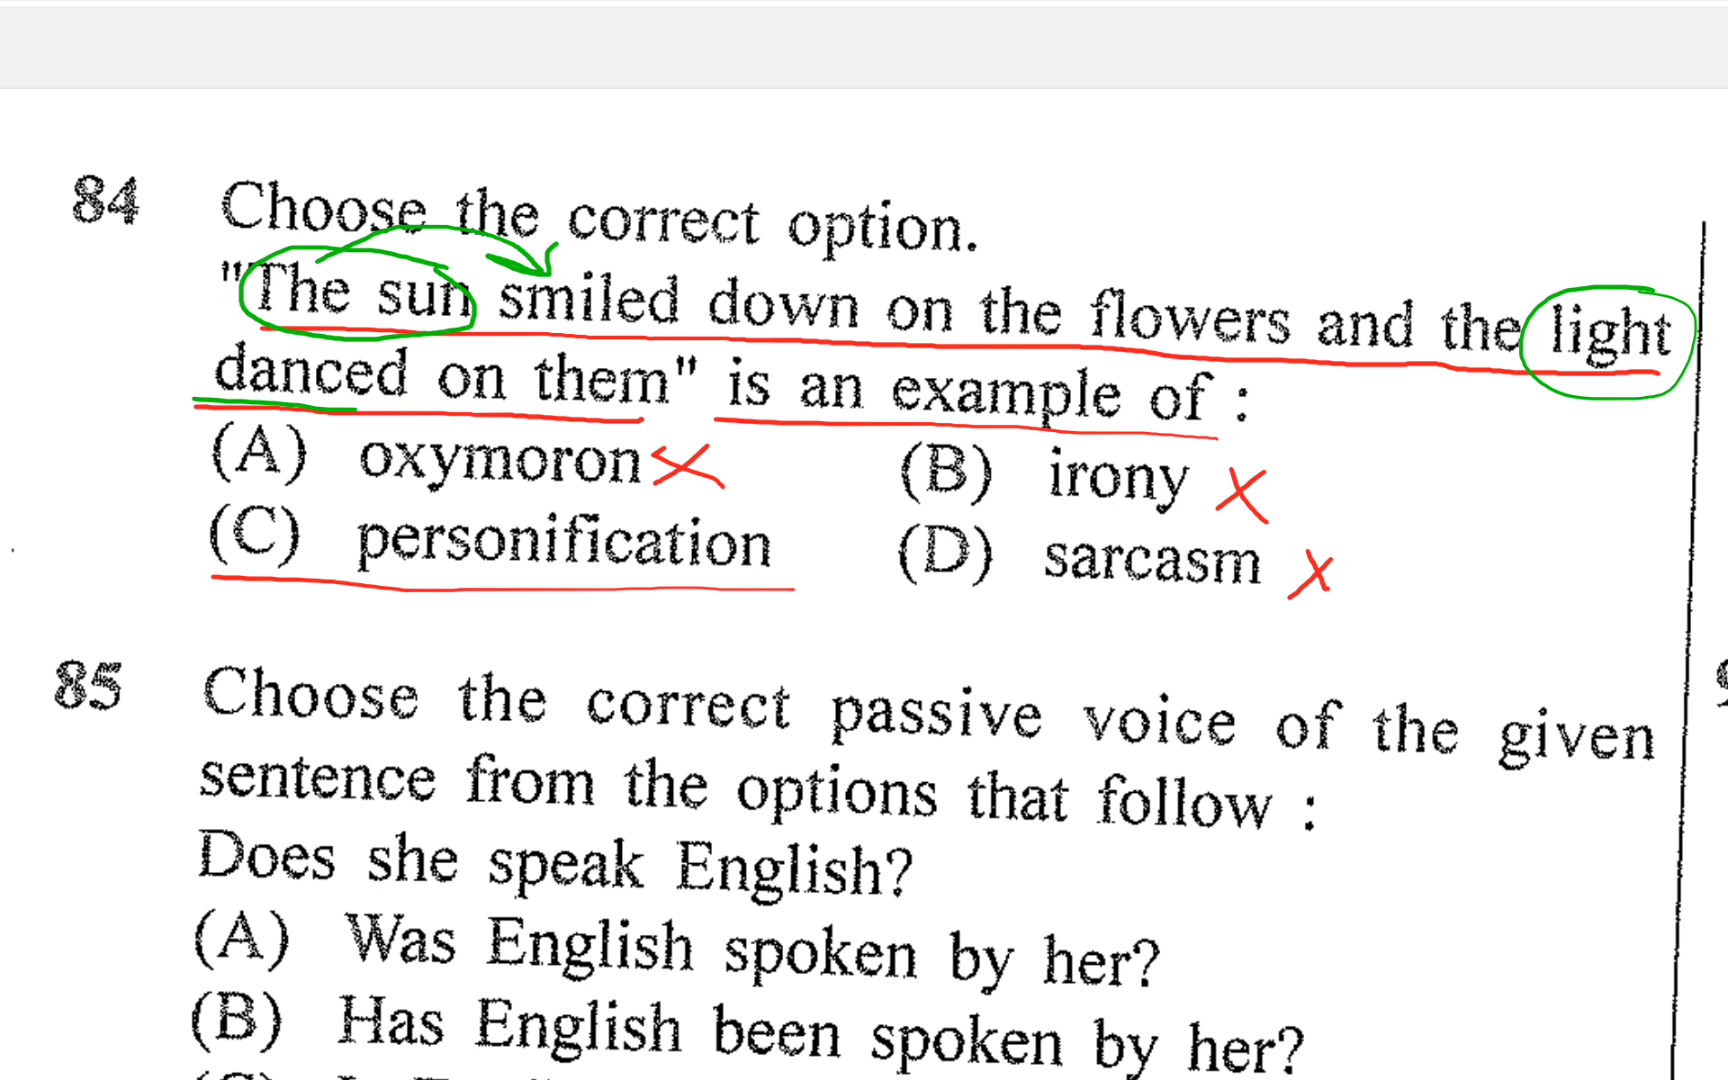 84 Choose the correct option.
"The sun smiled down on the flowers and the light
danced on them" is an example of :
(A) oxymoron (B) irony
(C) personification (D) sarcasm
85 Choose the correct passive voice of the given
sentence from the options that follow :
Does she speak English?
(A) Was English spoken by her?
(B) Has English been spoken by her?